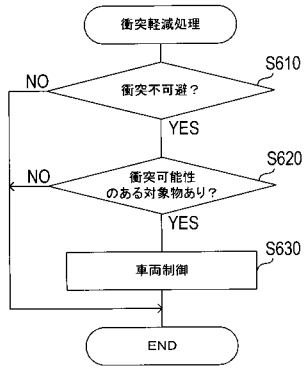 衝突軽減処理
S610
衝突不可避？
NO
YES
S620
衝突可能性
のある対象物あり？
NO
YES
S630
車両制御
END